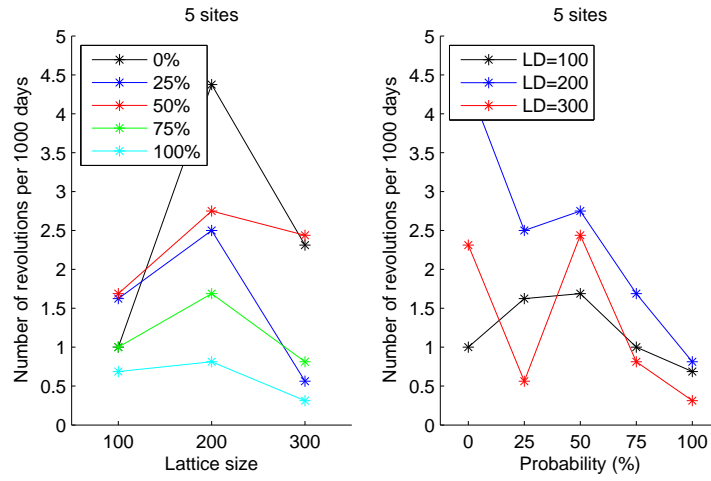 5 sites
5
4.5
4
3.5
3
2.5
2
1.5
1
0.5
0
Number of revolutions per 1000 days
0%
25%
50%
75%
100%
100 200 300
Lattice size
5 sites
5
4.5
4
3.5
3
2.5
2
1.5
1
0.5
0
Number of revolutions per 1000 days
LD=100
LD=200
LD=300
0 25 50 75 100
Probability (%)